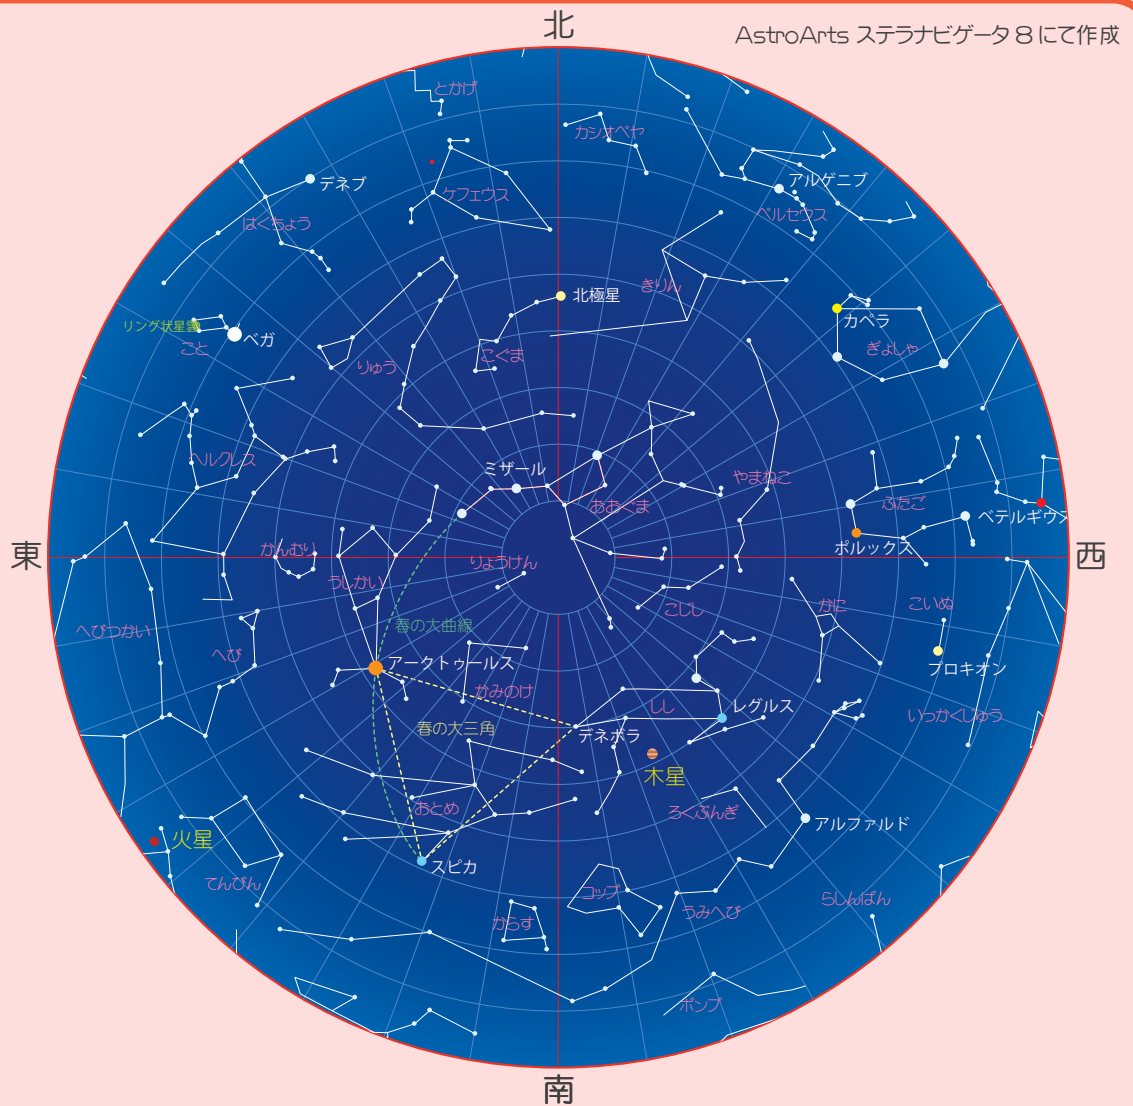 北
AstroArts ステラナビゲータ 8 にて作成
とかげ
カシオペヤ
デネブ
ケフェウス
アルゲニブ
ペルセウス
はくちょう
きりん
北極星
リング状星雲
ベガ
こと
カペラ
ぎょしゃ
りゅう
こぐま
ヘルクレス
ミザール
やまねこ
おおぐま
ふたご
ベテルギウス
東
かんむり
うしかい
りょうけん
ポルックス
西
こじし
かに
こいぬ
へびつかい
へび
春の大曲線
アークトゥールス
かみのけ
プロキオン
しし
レグルス
いっかくじゅう
春の大三角
デネボラ
木星
おとめ
ろくぶんぎ
アルファルド
火星
スピカ
てんびん
コップ
うみへび
らしんばん
からす
ポンプ
南